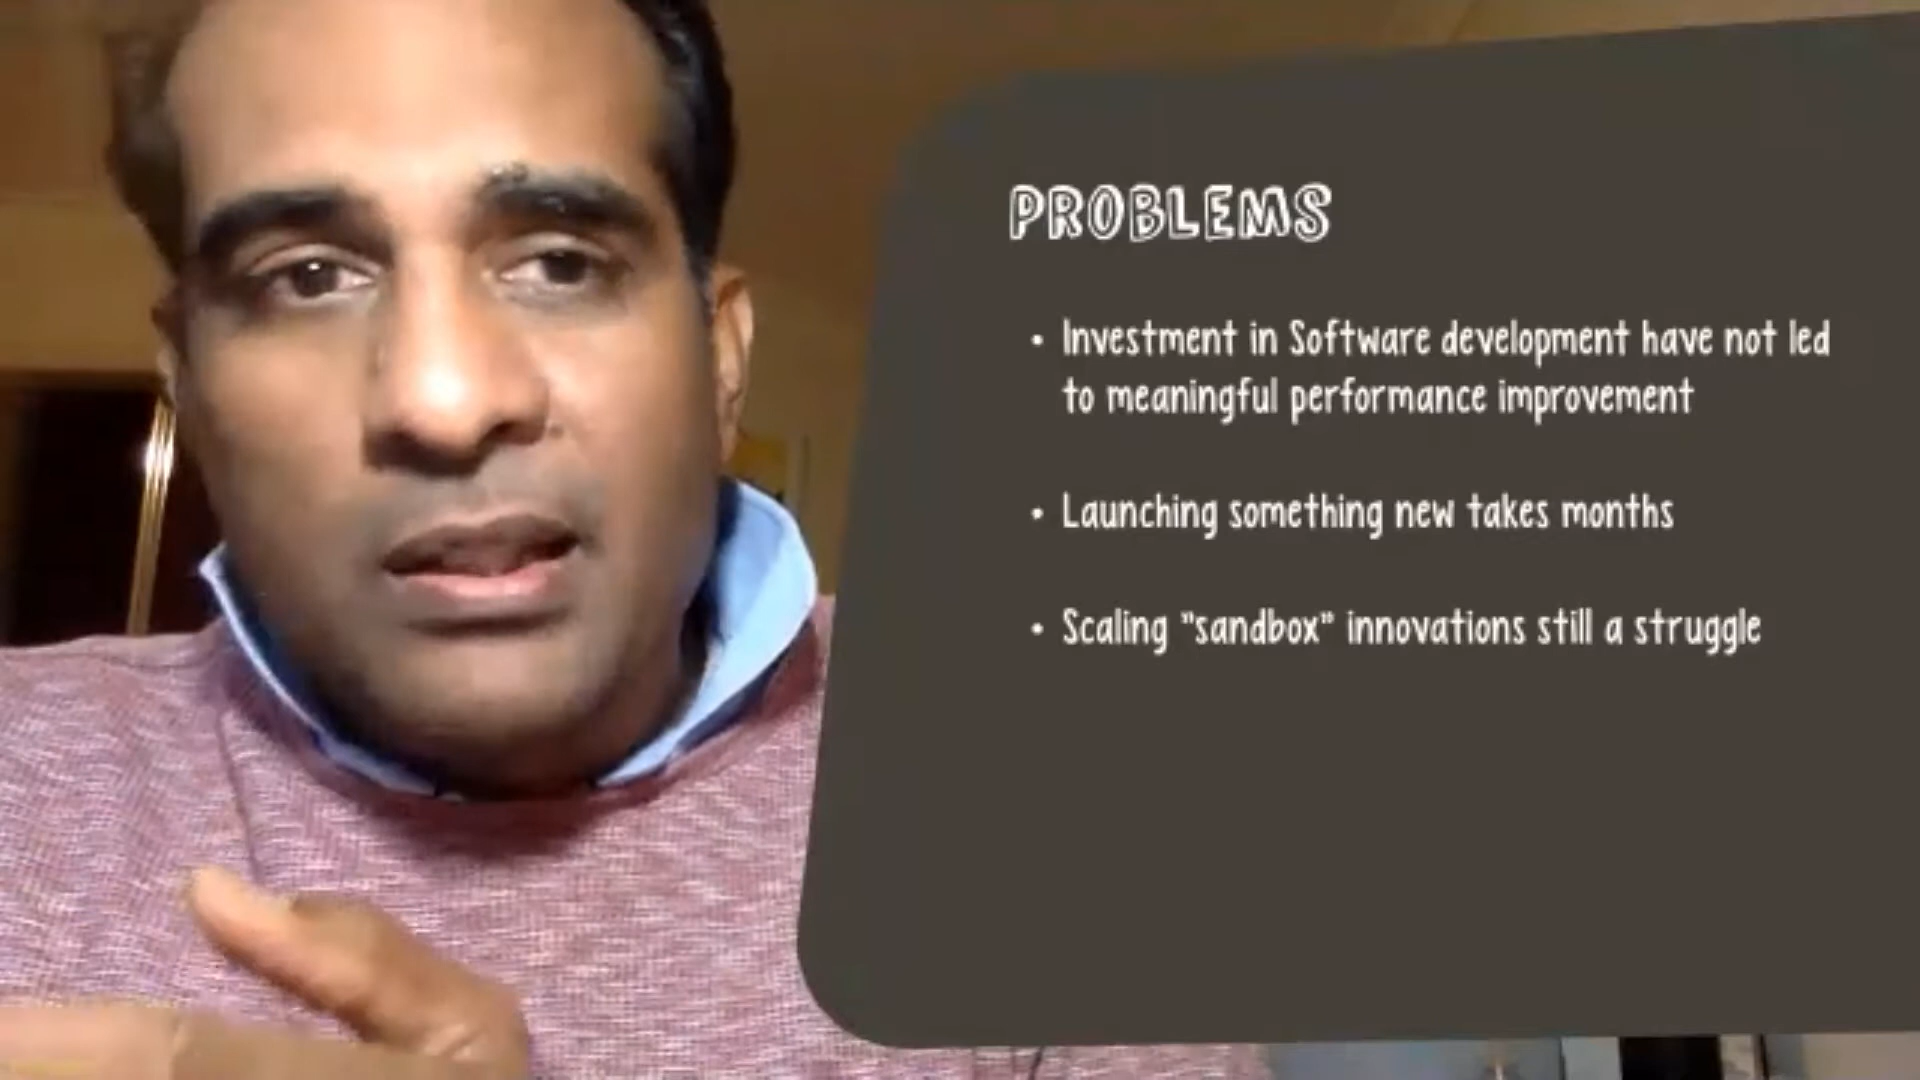 PROBLEMS
• Investment in Software development have not led
to meaningful performance improvement
• Launching something new takes months
• Scaling "sandbox" innovations still a struggle